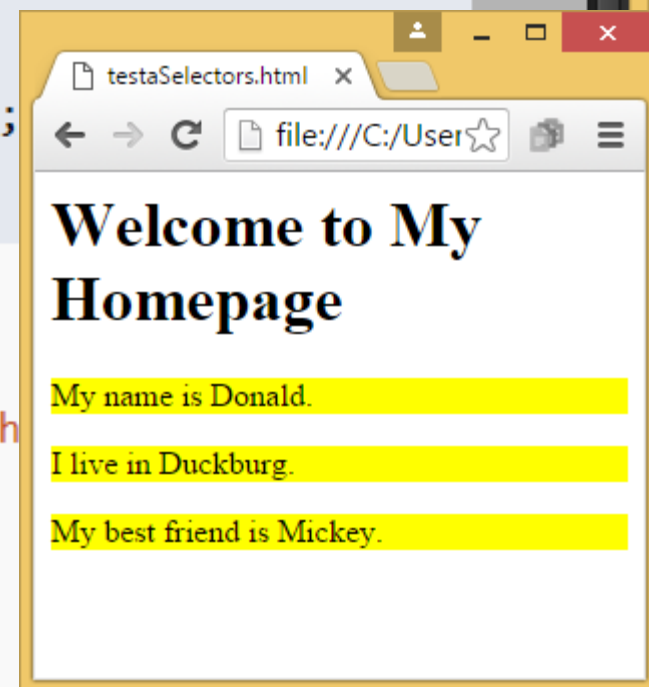 testaSelectors.html
;
file:///C:/User
Welcome to My
Homepage
My name is Donald.
h
I live in Duckburg.
My best friend is Mickey.